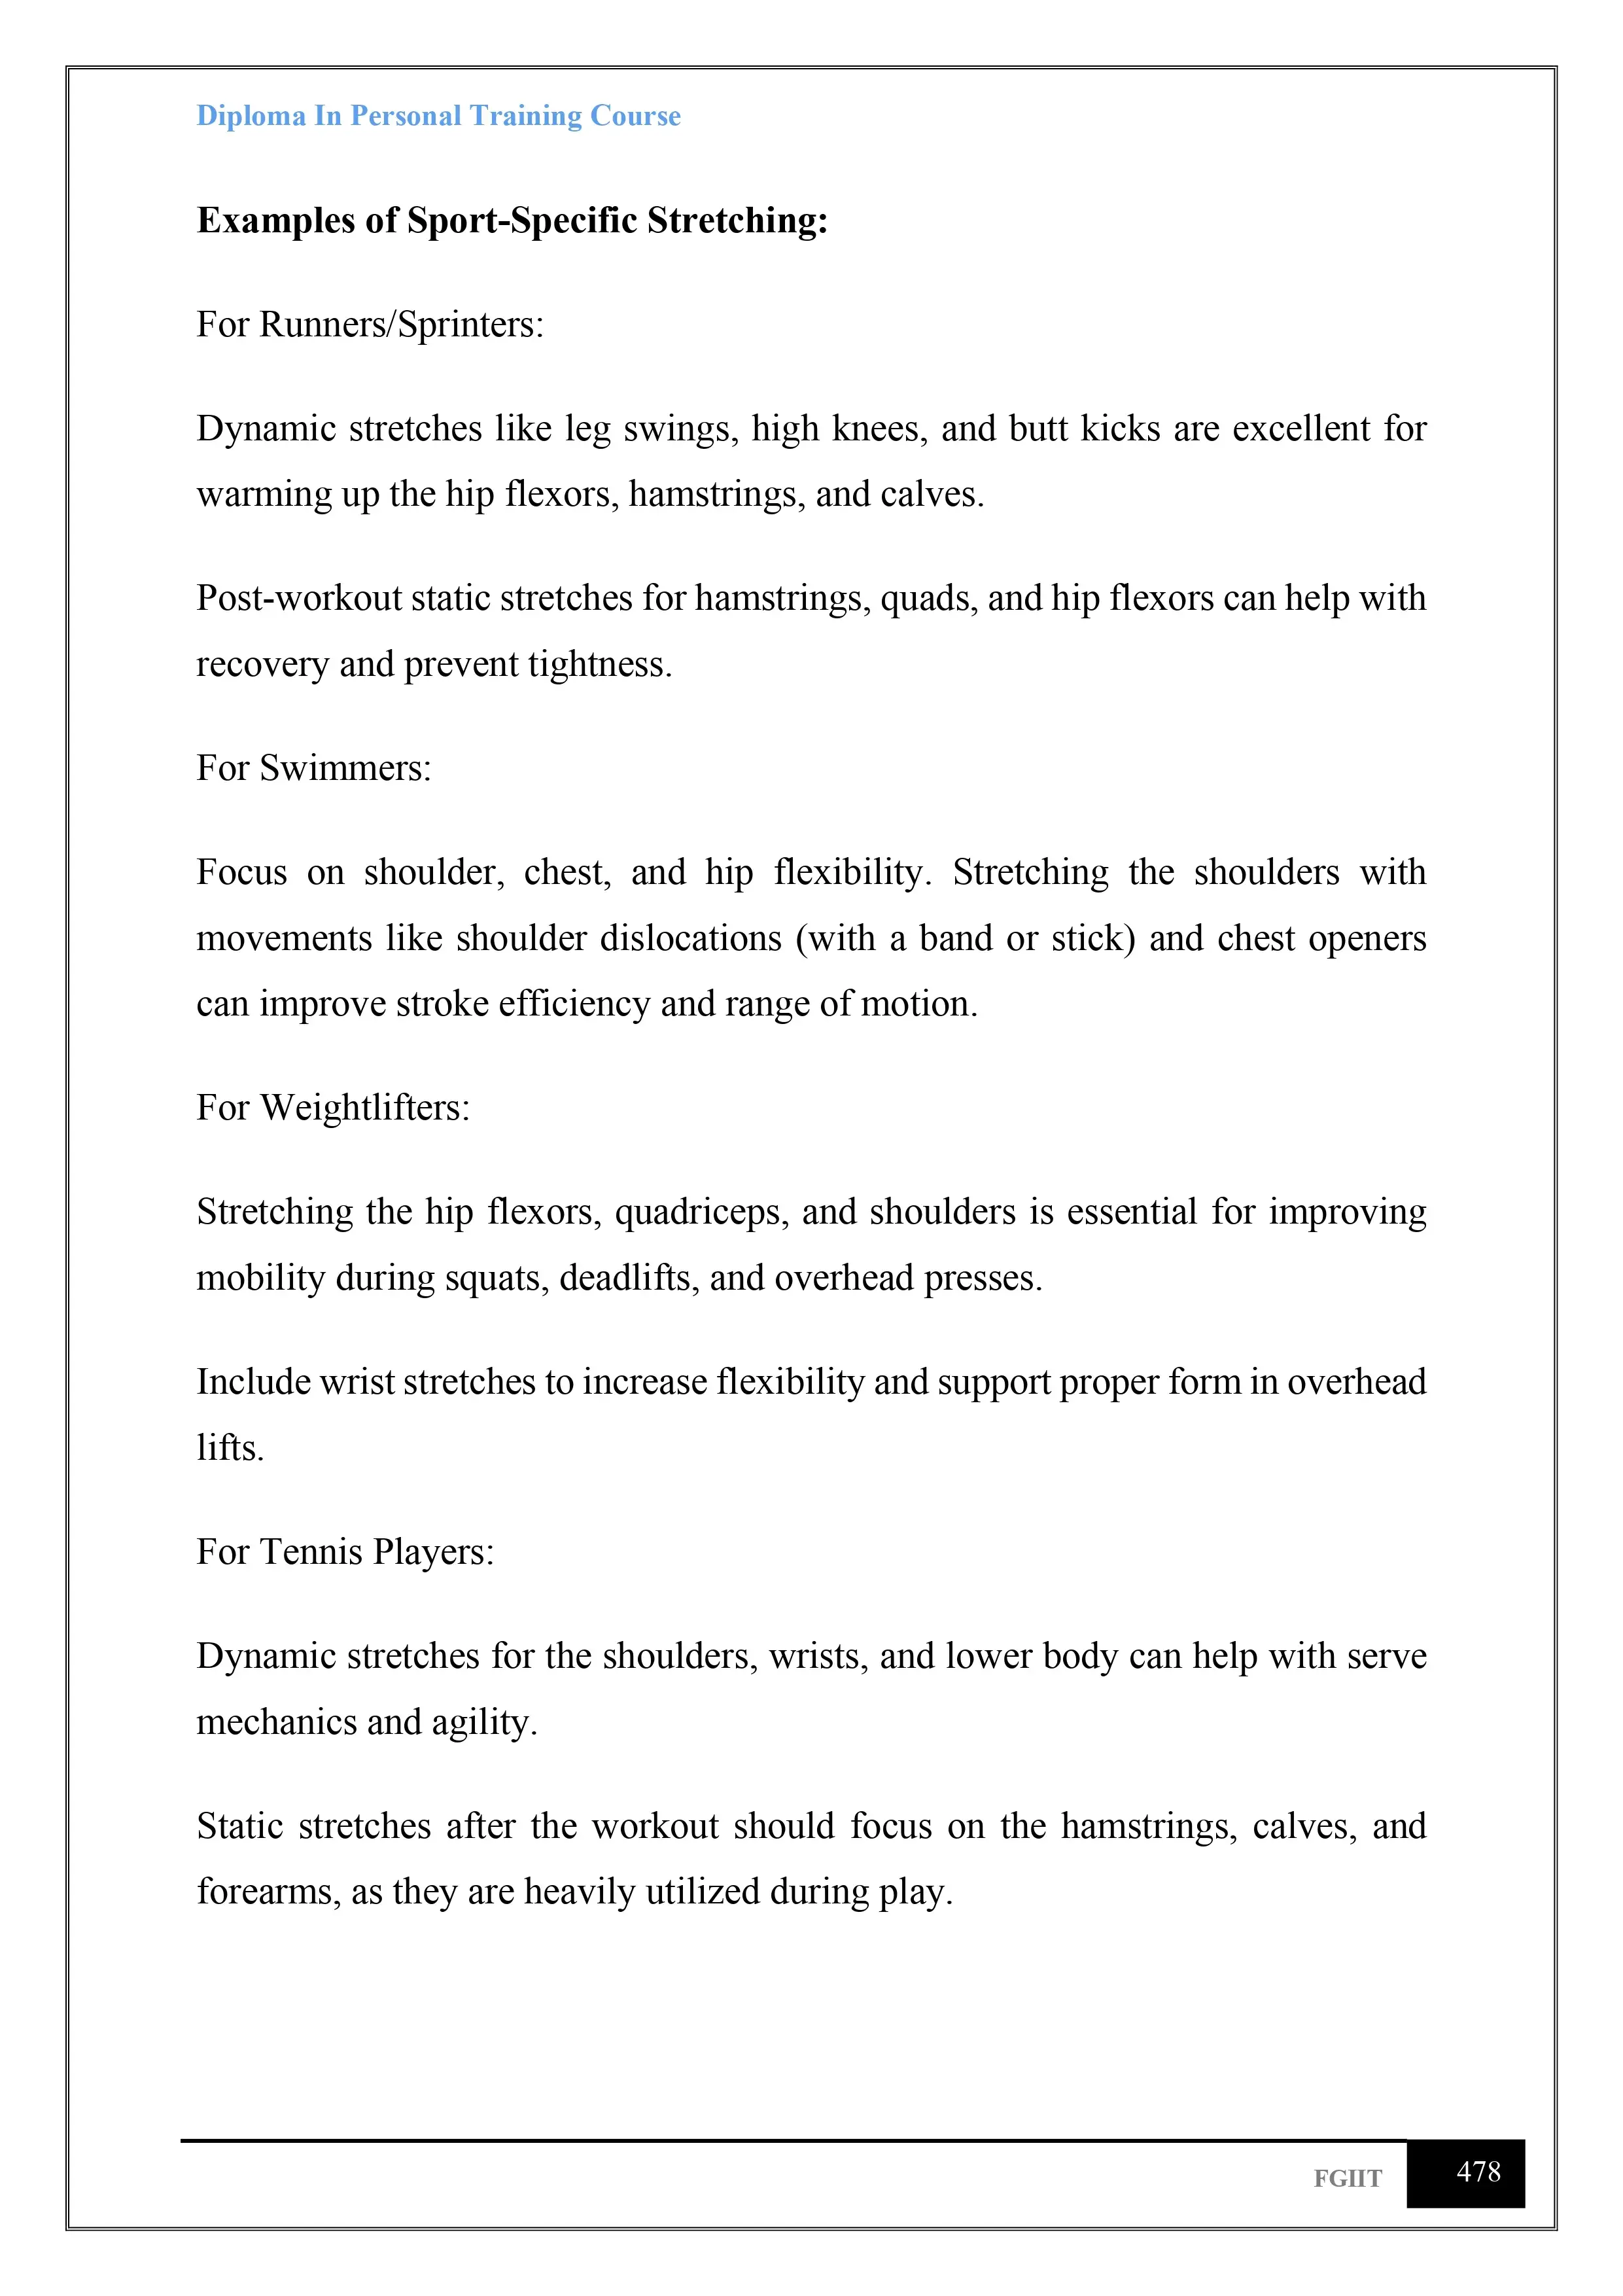 Diploma In Personal Training Course
Examples of Sport-Specific Stretching:
For Runners/Sprinters:
Dynamic stretches like leg swings, high knees, and butt kicks are excellent for
warming up the hip flexors, hamstrings, and calves.
Post-workout static stretches for hamstrings, quads, and hip flexors can help with
recovery and prevent tightness.
For Swimmers:
Focus on shoulder, chest, and hip flexibility. Stretching the shoulders with
movements like shoulder dislocations (with a band or stick) and chest openers
can improve stroke efficiency and range of motion.
For Weightlifters:
Stretching the hip flexors, quadriceps, and shoulders is essential for improving
mobility during squats, deadlifts, and overhead presses.
Include wrist stretches to increase flexibility and support proper form in overhead
lifts.
For Tennis Players:
Dynamic stretches for the shoulders, wrists, and lower body can help with serve
mechanics and agility.
Static stretches after the workout should focus on the hamstrings, calves, and
forearms, as they are heavily utilized during play.
FGIIT 478